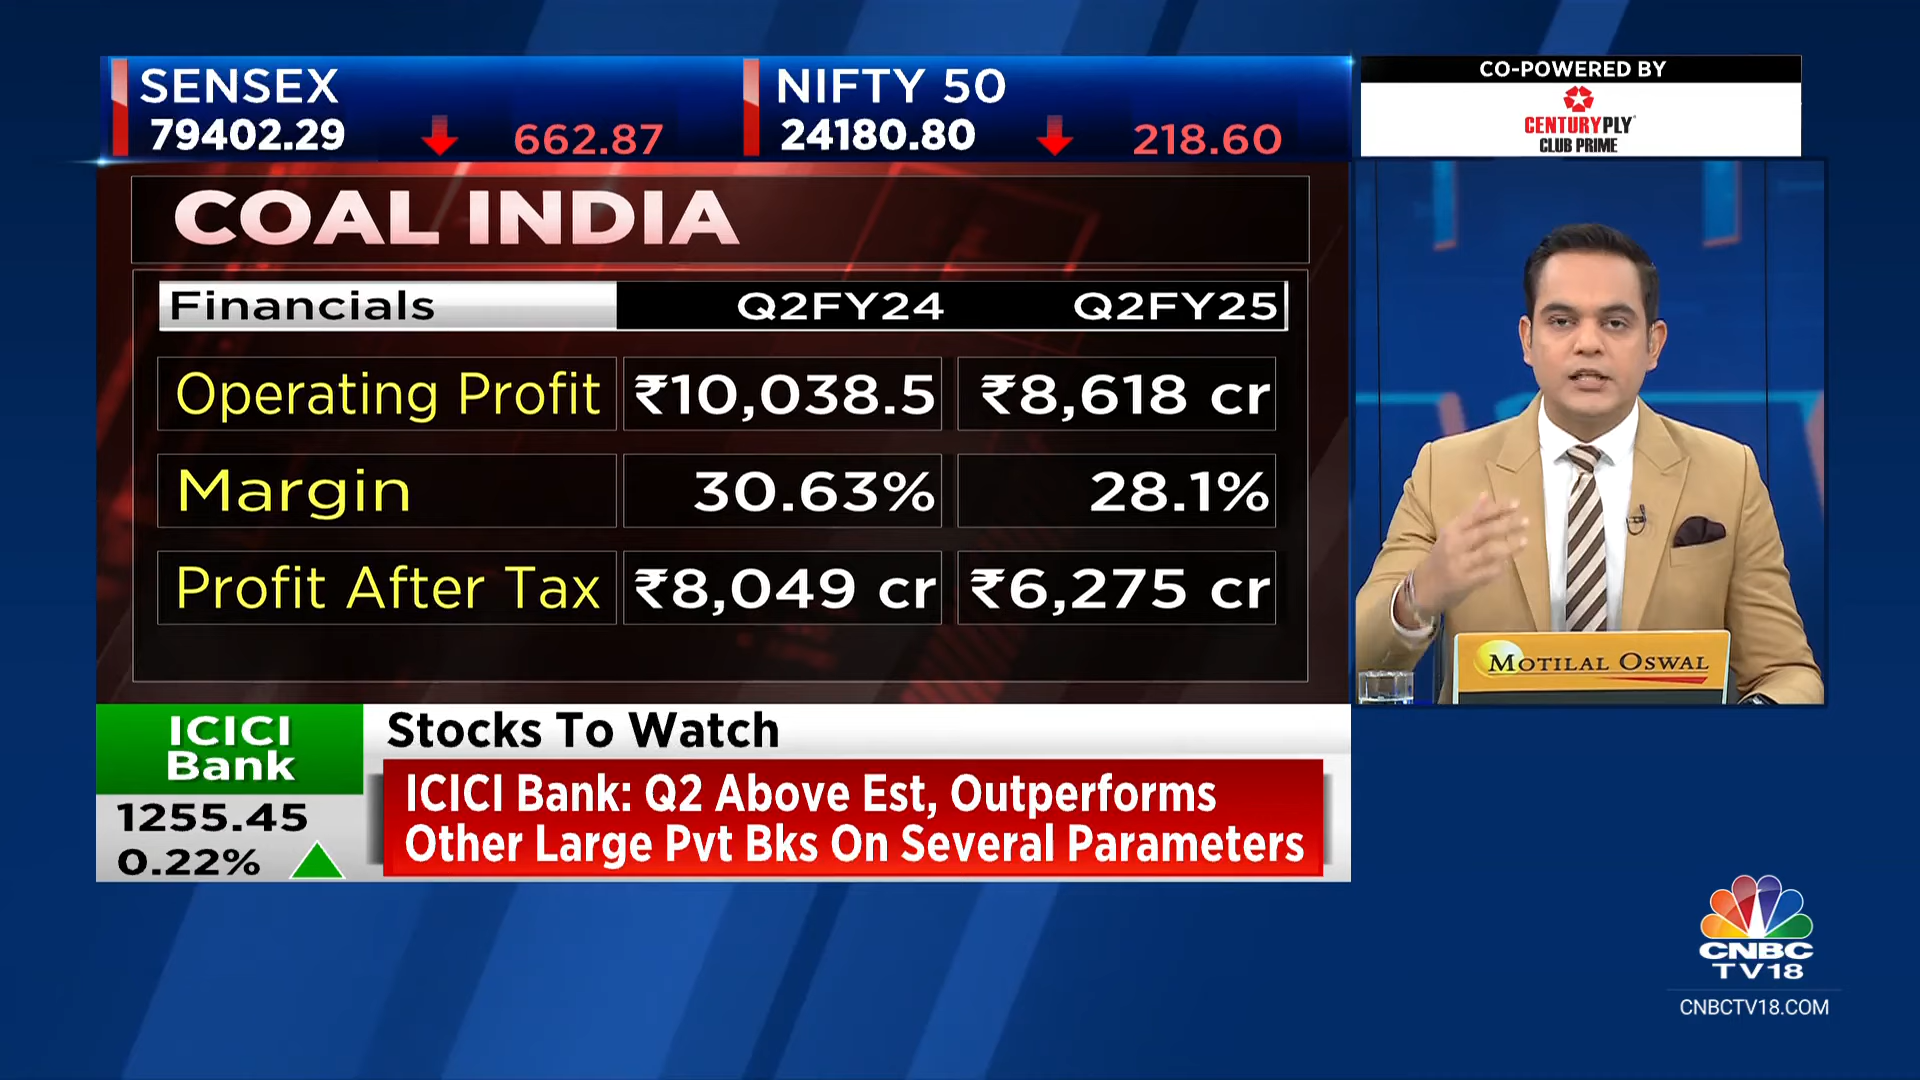 SENSEX
79402.29 662.87
NIFTY 50
24180.80 218.60
CO-POWERED BY
CENTURYPLY
CLUB PRIME
COAL INDIA
Financials Q2FY24 Q2FY25
Operating Profit ₹10,038.5 ₹8,618 cr
Margin 30.63% 28.1%
Profit After Tax ₹8,049 cr ₹6,275 cr
MOTILAL OSWAL
ICICI
Bank
1255.45
0.22%
Stocks To Watch
ICICI Bank: Q2 Above Est, Outperforms
Other Large Pvt Bks On Several Parameters
CNBC
TV18
CNBCTV18.COM